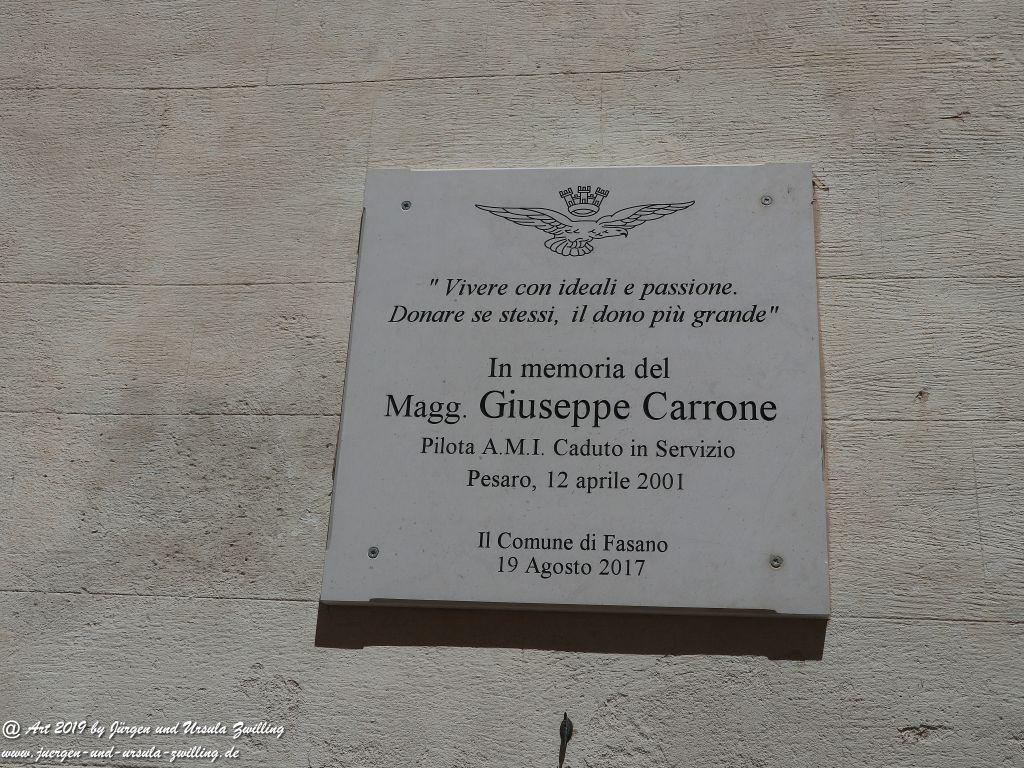 " Vivere con ideali e passione.
Donare se stessi, il dono più grande"
In memoria del
Magg. Giuseppe Carrone
Pilota A.M.I. Caduto in Servizio
Pesaro, 12 aprile 2001
Il Comune di Fasano
19 Agosto 2017
@ Art 2019 by Jürgen und Ursula Zwilling
www.juergen-und-ursula-zwilling.de